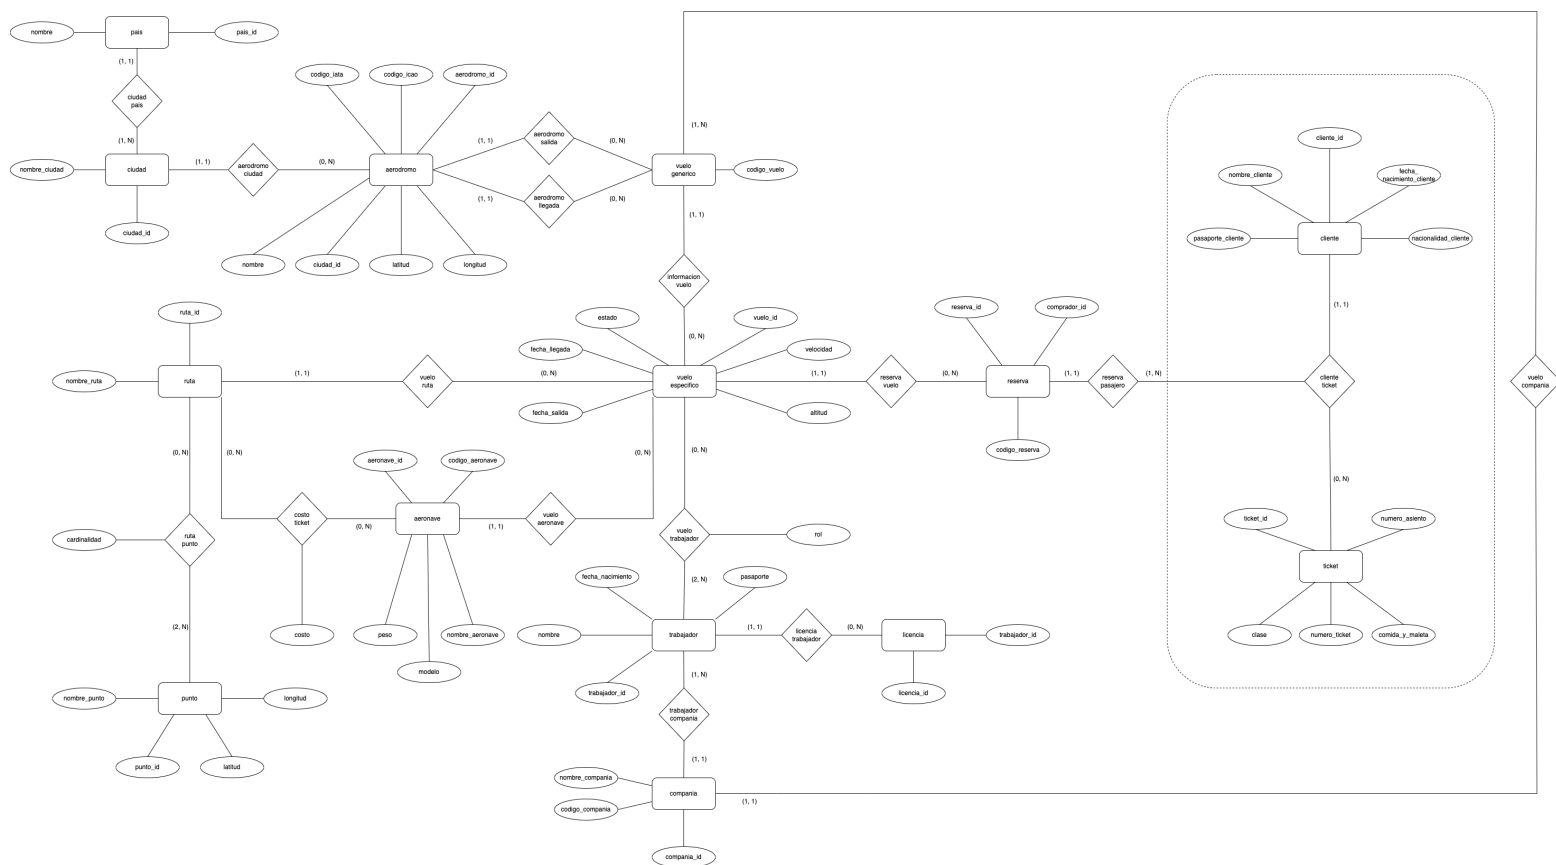 nombre
pais
pais_id
(1, 1)
ciudad
pais
(1, N)
nombre_ciudad
ciudad
(1, 1)
aerodromo
ciudad
(0, N)
ciudad_id
codigo_iata
codigo_icao
aerodromo_id
aerodromo
nombre
ciudad_id
latitud
longitud
(1, 1)
aerodromo
salida
(0, N)
(1, 1)
aerodromo
llegada
(0, N)
(1, N)
vuelo
generico
codigo_vuelo
(1, 1)
informacion
vuelo
(0, N)
estado
vuelo_id
fecha_llegada
velocidad
vuelo
especifico
fecha_salida
altitud
ruta_id
nombre_ruta
ruta
(1, 1)
vuelo
ruta
(0, N)
(1, 1)
reserva
vuelo
(0, N)
reserva_id
comprador_id
reserva
codigo_reserva
(1, 1)
reserva
pasajero
(1, N)
cliente_id
nombre_cliente
fecha_
nacimiento_cliente
pasaporte_cliente
cliente
nacionalidad_cliente
(1, 1)
cliente
ticket
(0, N)
ticket_id
numero_asiento
ticket
clase
numero_ticket
comida_y_maleta
vuelo
compania
(0, N)
(0, N)
cardinalidad
ruta
punto
(2, N)
costo
ticket
(0, N)
costo
aeronave_id
codigo_aeronave
aeronave
peso
modelo
nombre_aeronave
(1, 1)
vuelo
aeronave
(0, N)
(0, N)
vuelo
trabajador
rol
(2, N)
fecha_nacimiento
pasaporte
nombre
trabajador
trabajador_id
(1, 1)
licencia
trabajador
(0, N)
licencia
trabajador_id
licencia_id
(1, N)
trabajador
compania
(1, 1)
nombre_punto
punto
longitud
punto_id
latitud
nombre_compania
codigo_compania
compania
(1, 1)
compania_id